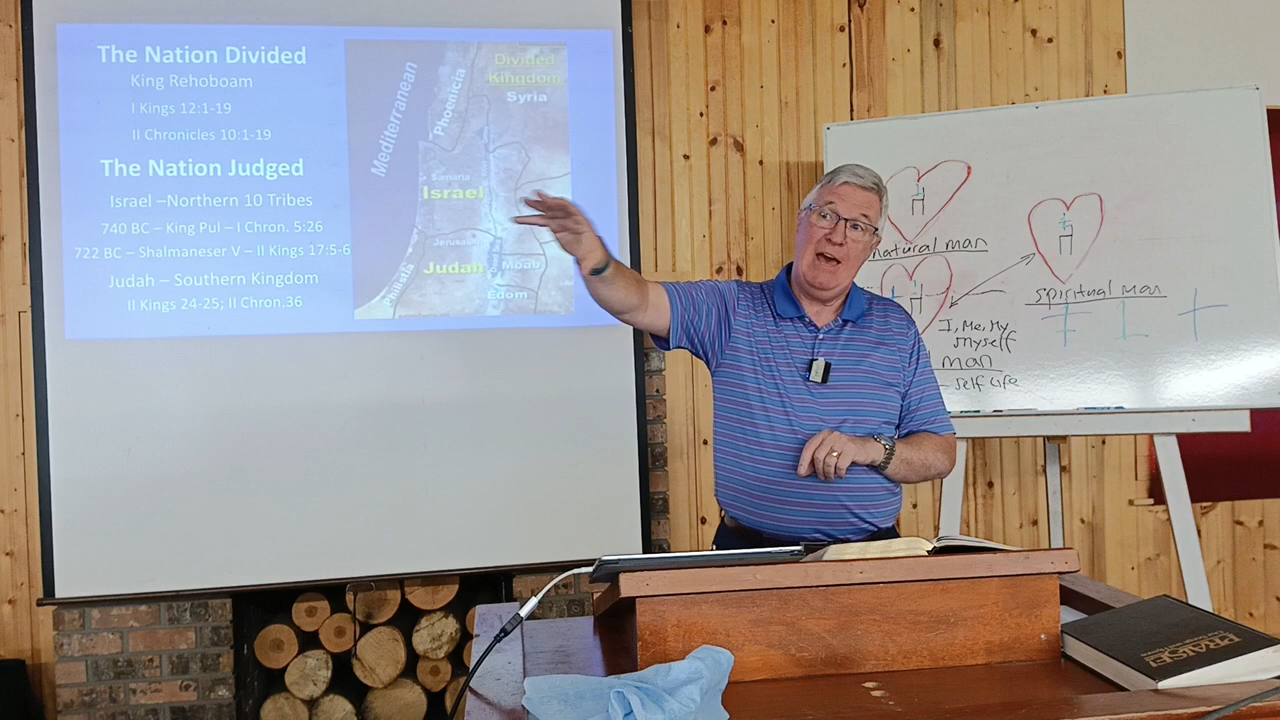 The Nation Divided
King Rehoboam
I Kings 12:1-19
II Chronicles 10:1-19
The Nation Judged
Israel –Northern 10 Tribes
740 BC – King Pul – I Chron. 5:26
722 BC – Shalmaneser V – II Kings 17:5-6
Judah – Southern Kingdom
II Kings 24-25; II Chron.36
Divided
Kingdom
Mediterranean
Phoenicia
Syria
Samaria
Israel
Jerusalem
Dead Sea
Judah
Moab
Philistia
Edom
natural man
spiritual man
I, Me, My
Myself
man
- self life
PRAISE!